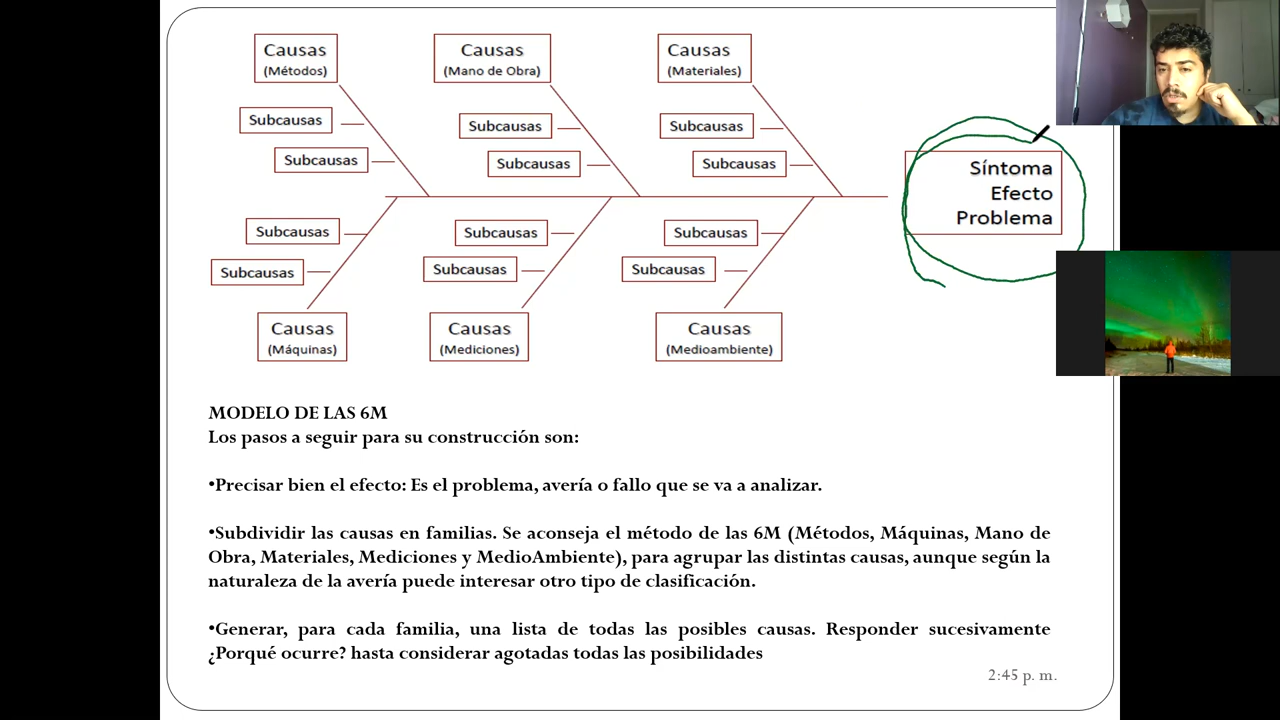 Causas
(Métodos)
Causas
(Mano de Obra)
Causas
(Materiales)
Subcausas
Subcausas
Subcausas
Subcausas
Subcausas
Subcausas
Síntoma
Efecto
Problema
Subcausas
Subcausas
Subcausas
Subcausas
Subcausas
Subcausas
Causas
(Máquinas)
Causas
(Mediciones)
Causas
(Medioambiente)
MODELO DE LAS 6M
Los pasos a seguir para su construcción son:
•Precisar bien el efecto: Es el problema, avería o fallo que se va a analizar.
•Subdividir las causas en familias. Se aconseja el método de las 6M (Métodos, Máquinas, Mano de
Obra, Materiales, Mediciones y MedioAmbiente), para agrupar las distintas causas, aunque según la
naturaleza de la avería puede interesar otro tipo de clasificación.
•Generar, para cada familia, una lista de todas las posibles causas. Responder sucesivamente
¿Porqué ocurre? hasta considerar agotadas todas las posibilidades
2:45 p. m.